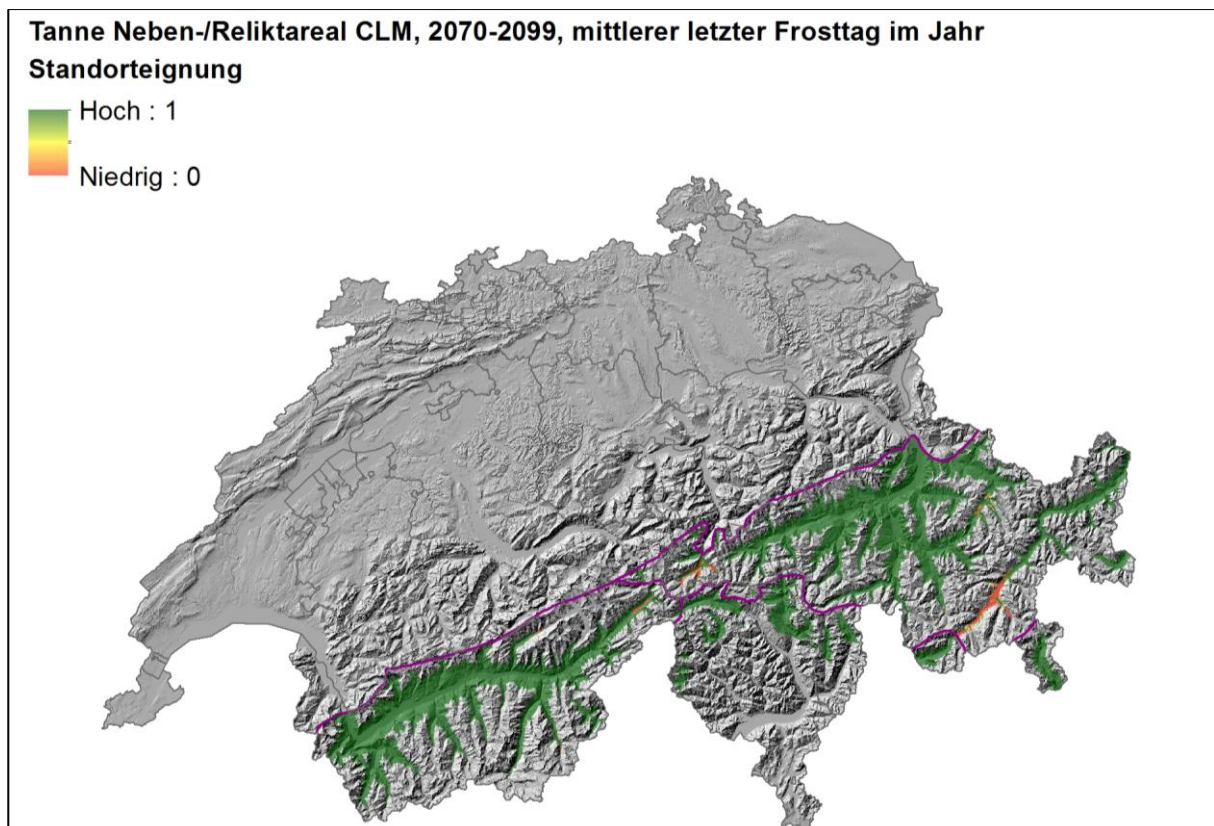 Tanne Neben-/Reliktareal CLM, 2070-2099, mittlerer letzter Frosttag im Jahr
Standorteignung
Hoch : 1
Niedrig : 0